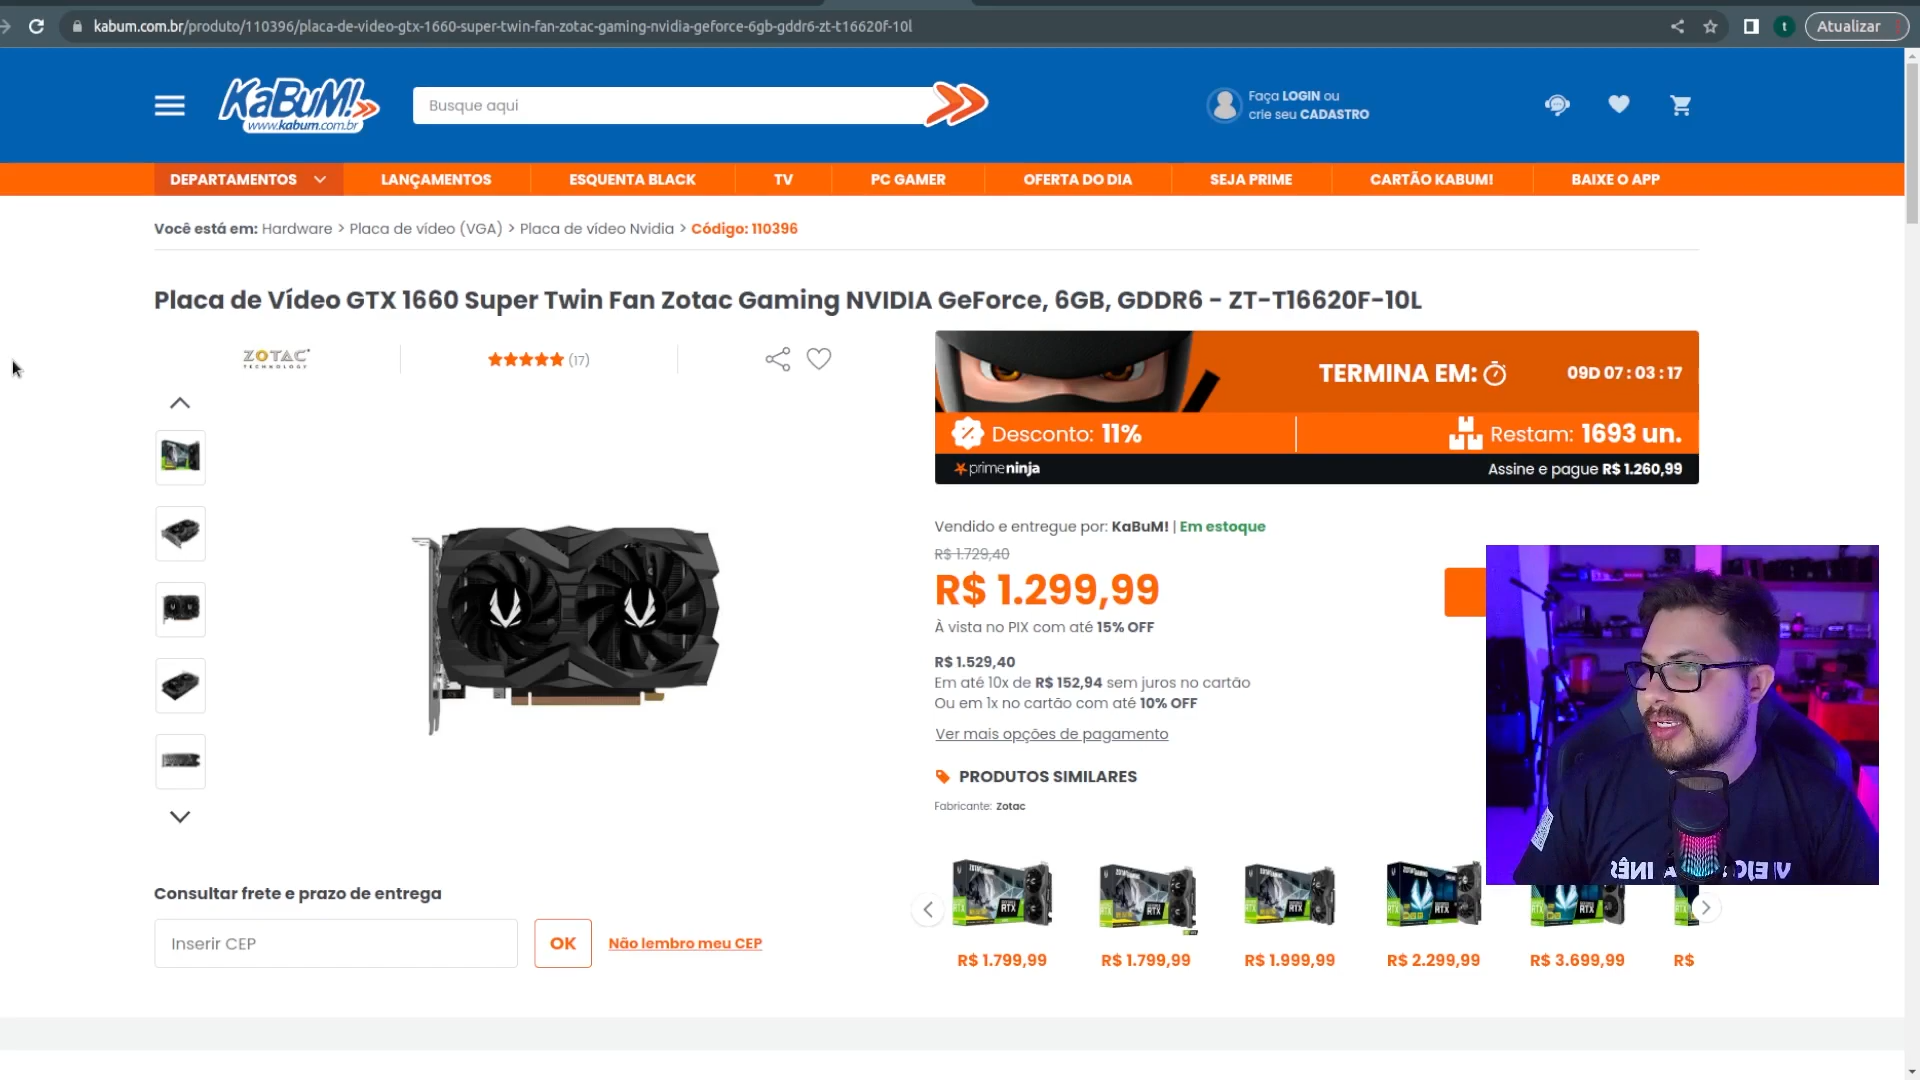 kabum.com.br/produto/110396/placa-de-video-gtx-1660-super-twin-fan-zotac-gaming-nvidia-geforce-6gb-gddr6-zt-t16620f-10l
t
Atualizar
KaBuM!
www.kabum.com.br
Busque aqui
Faça LOGIN ou
crie seu CADASTRO
DEPARTAMENTOS LANÇAMENTOS ESQUENTA BLACK TV PC GAMER OFERTA DO DIA SEJA PRIME CARTÃO KABUM! BAIXE O APP
Você está em: Hardware > Placa de vídeo (VGA) > Placa de vídeo Nvidia > Código: 110396
Placa de Vídeo GTX 1660 Super Twin Fan Zotac Gaming NVIDIA GeForce, 6GB, GDDR6 - ZT-T16620F-10L
ZOTAC
TECHNOLOGY
(17)
TERMINA EM: 09D 07 : 03 : 17
Desconto: 11%
Restam: 1693 un.
primeninja
Assine e pague R$ 1.260,99
Vendido e entregue por: KaBuM! | Em estoque
R$ 1.729,40
R$ 1.299,99
À vista no PIX com até 15% OFF
R$ 1.529,40
Em até 10x de R$ 152,94 sem juros no cartão
Ou em 1x no cartão com até 10% OFF
Ver mais opções de pagamento
PRODUTOS SIMILARES
Fabricante: Zotac
Consultar frete e prazo de entrega
Inserir CEP
OK
Não lembro meu CEP
R$ 1.799,99
R$ 1.799,99
R$ 1.999,99
R$ 2.299,99
R$ 3.699,99
R$